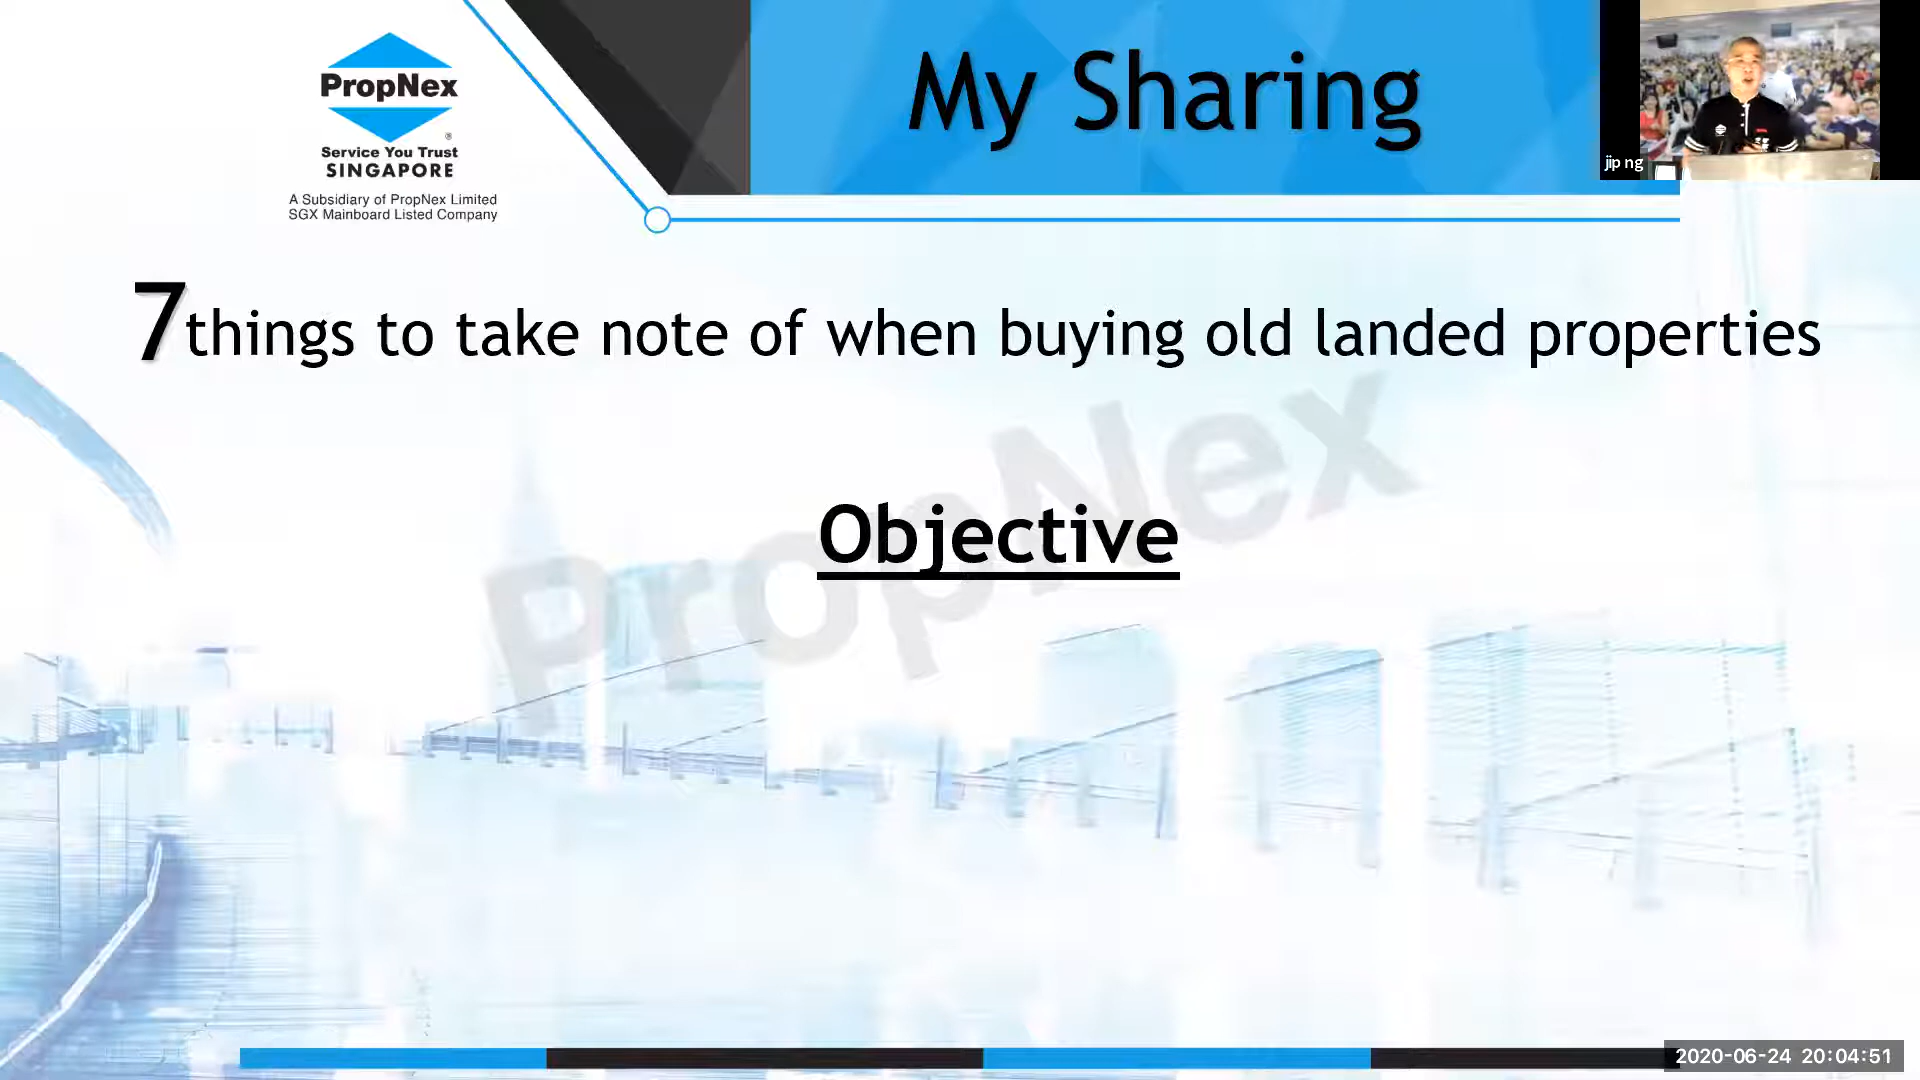 My Sharing
PropNex
®
Service You Trust
SINGAPORE
A Subsidiary of PropNex Limited
SGX Mainboard Listed Company
jip ng
7things to take note of when buying old landed properties
Objective
PropNex
2020-06-24 20:04:51